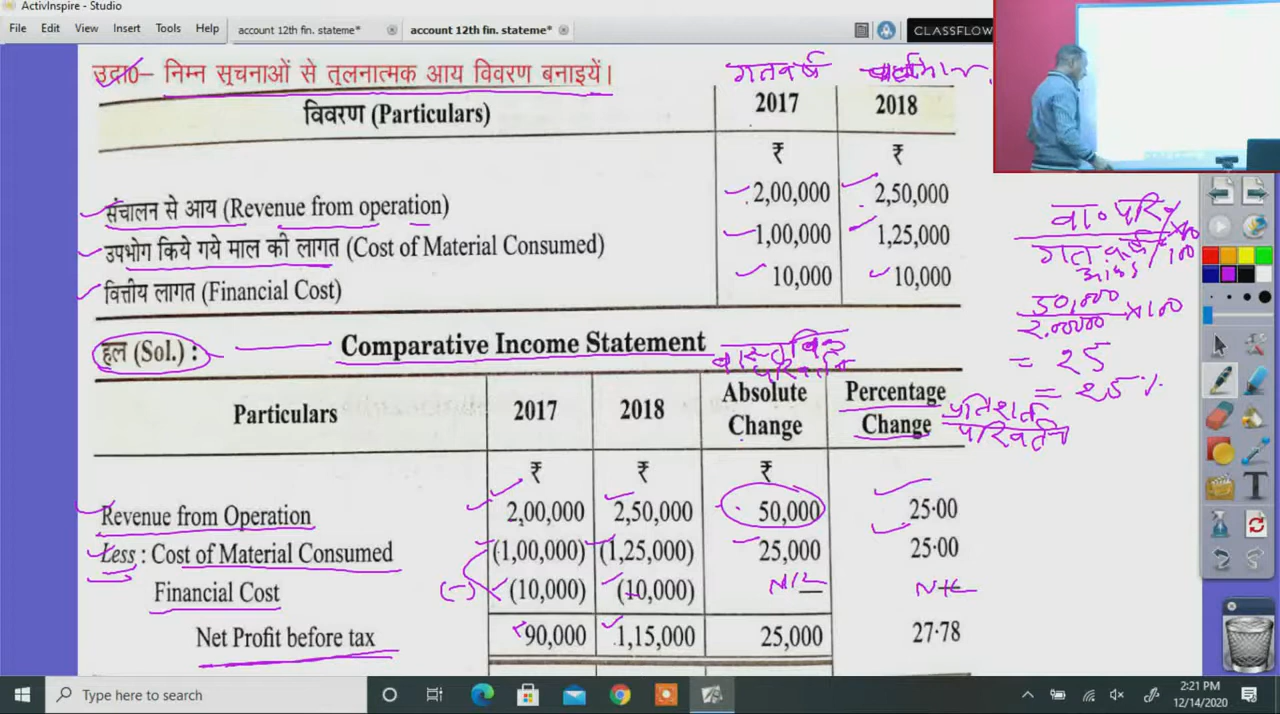 ActivInspire - Studio
File Edit View Insert Tools Help
account 12th fin. stateme*
account 12th fin. stateme*
CLASSFLOW
उदा०– निम्न सूचनाओं से तूलनात्मक आय विवरण बनाइयें।
गतवर्ष
विवरण (Particulars) 2017 2018
₹ ₹
संचालन से आय (Revenue from operation) 2,00,000 2,50,000
उपभोग किये गये माल की लागत (Cost of Material Consumed) 1,00,000 1,25,000
वित्तीय लागत (Financial Cost) 10,000 10,000
वा० परि०
गत वर्ष
× 100
50,000
2,00000
×100
= 25
= 25%
हल (Sol.) : Comparative Income Statement
वास्तविक
परिवर्तन
Particulars 2017 2018 Absolute Change Percentage Change
प्रतिशत
परिवर्तन
₹ ₹ ₹
Revenue from Operation 2,00,000 2,50,000 50,000 25·00
Less : Cost of Material Consumed (1,00,000) (1,25,000) 25,000 25·00
Financial Cost (-) (10,000) (10,000) NIL — NIL
Net Profit before tax 90,000 1,15,000 25,000 27·78
Type here to search
2:21 PM
12/14/2020